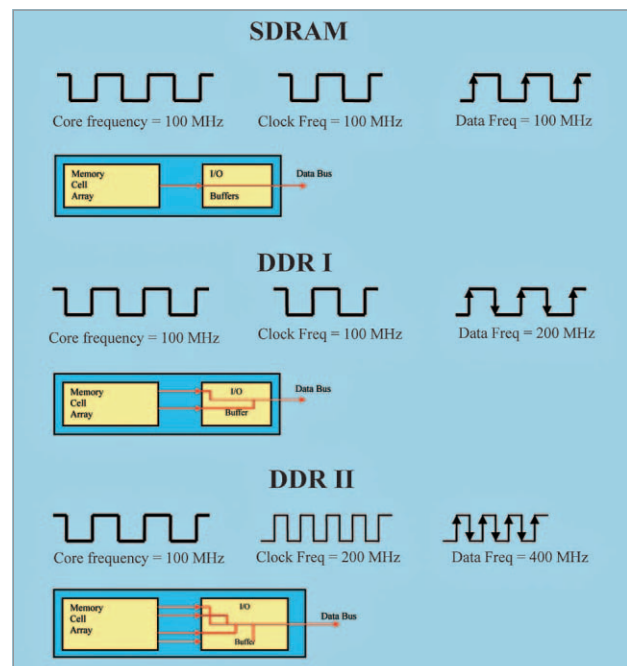 SDRAM
Core frequency = 100 MHz
Clock Freq = 100 MHz
Data Freq = 100 MHz
Memory
Cell
Array
I/O
Buffers
Data Bus
DDR I
Core frequency = 100 MHz
Clock Freq = 100 MHz
Data Freq = 200 MHz
Memory
Cell
Array
I/O
Buffer
Data Bus
DDR II
Core frequency = 100 MHz
Clock Freq = 200 MHz
Data Freq = 400 MHz
Memory
Cell
Array
I/O
Buffer
Data Bus